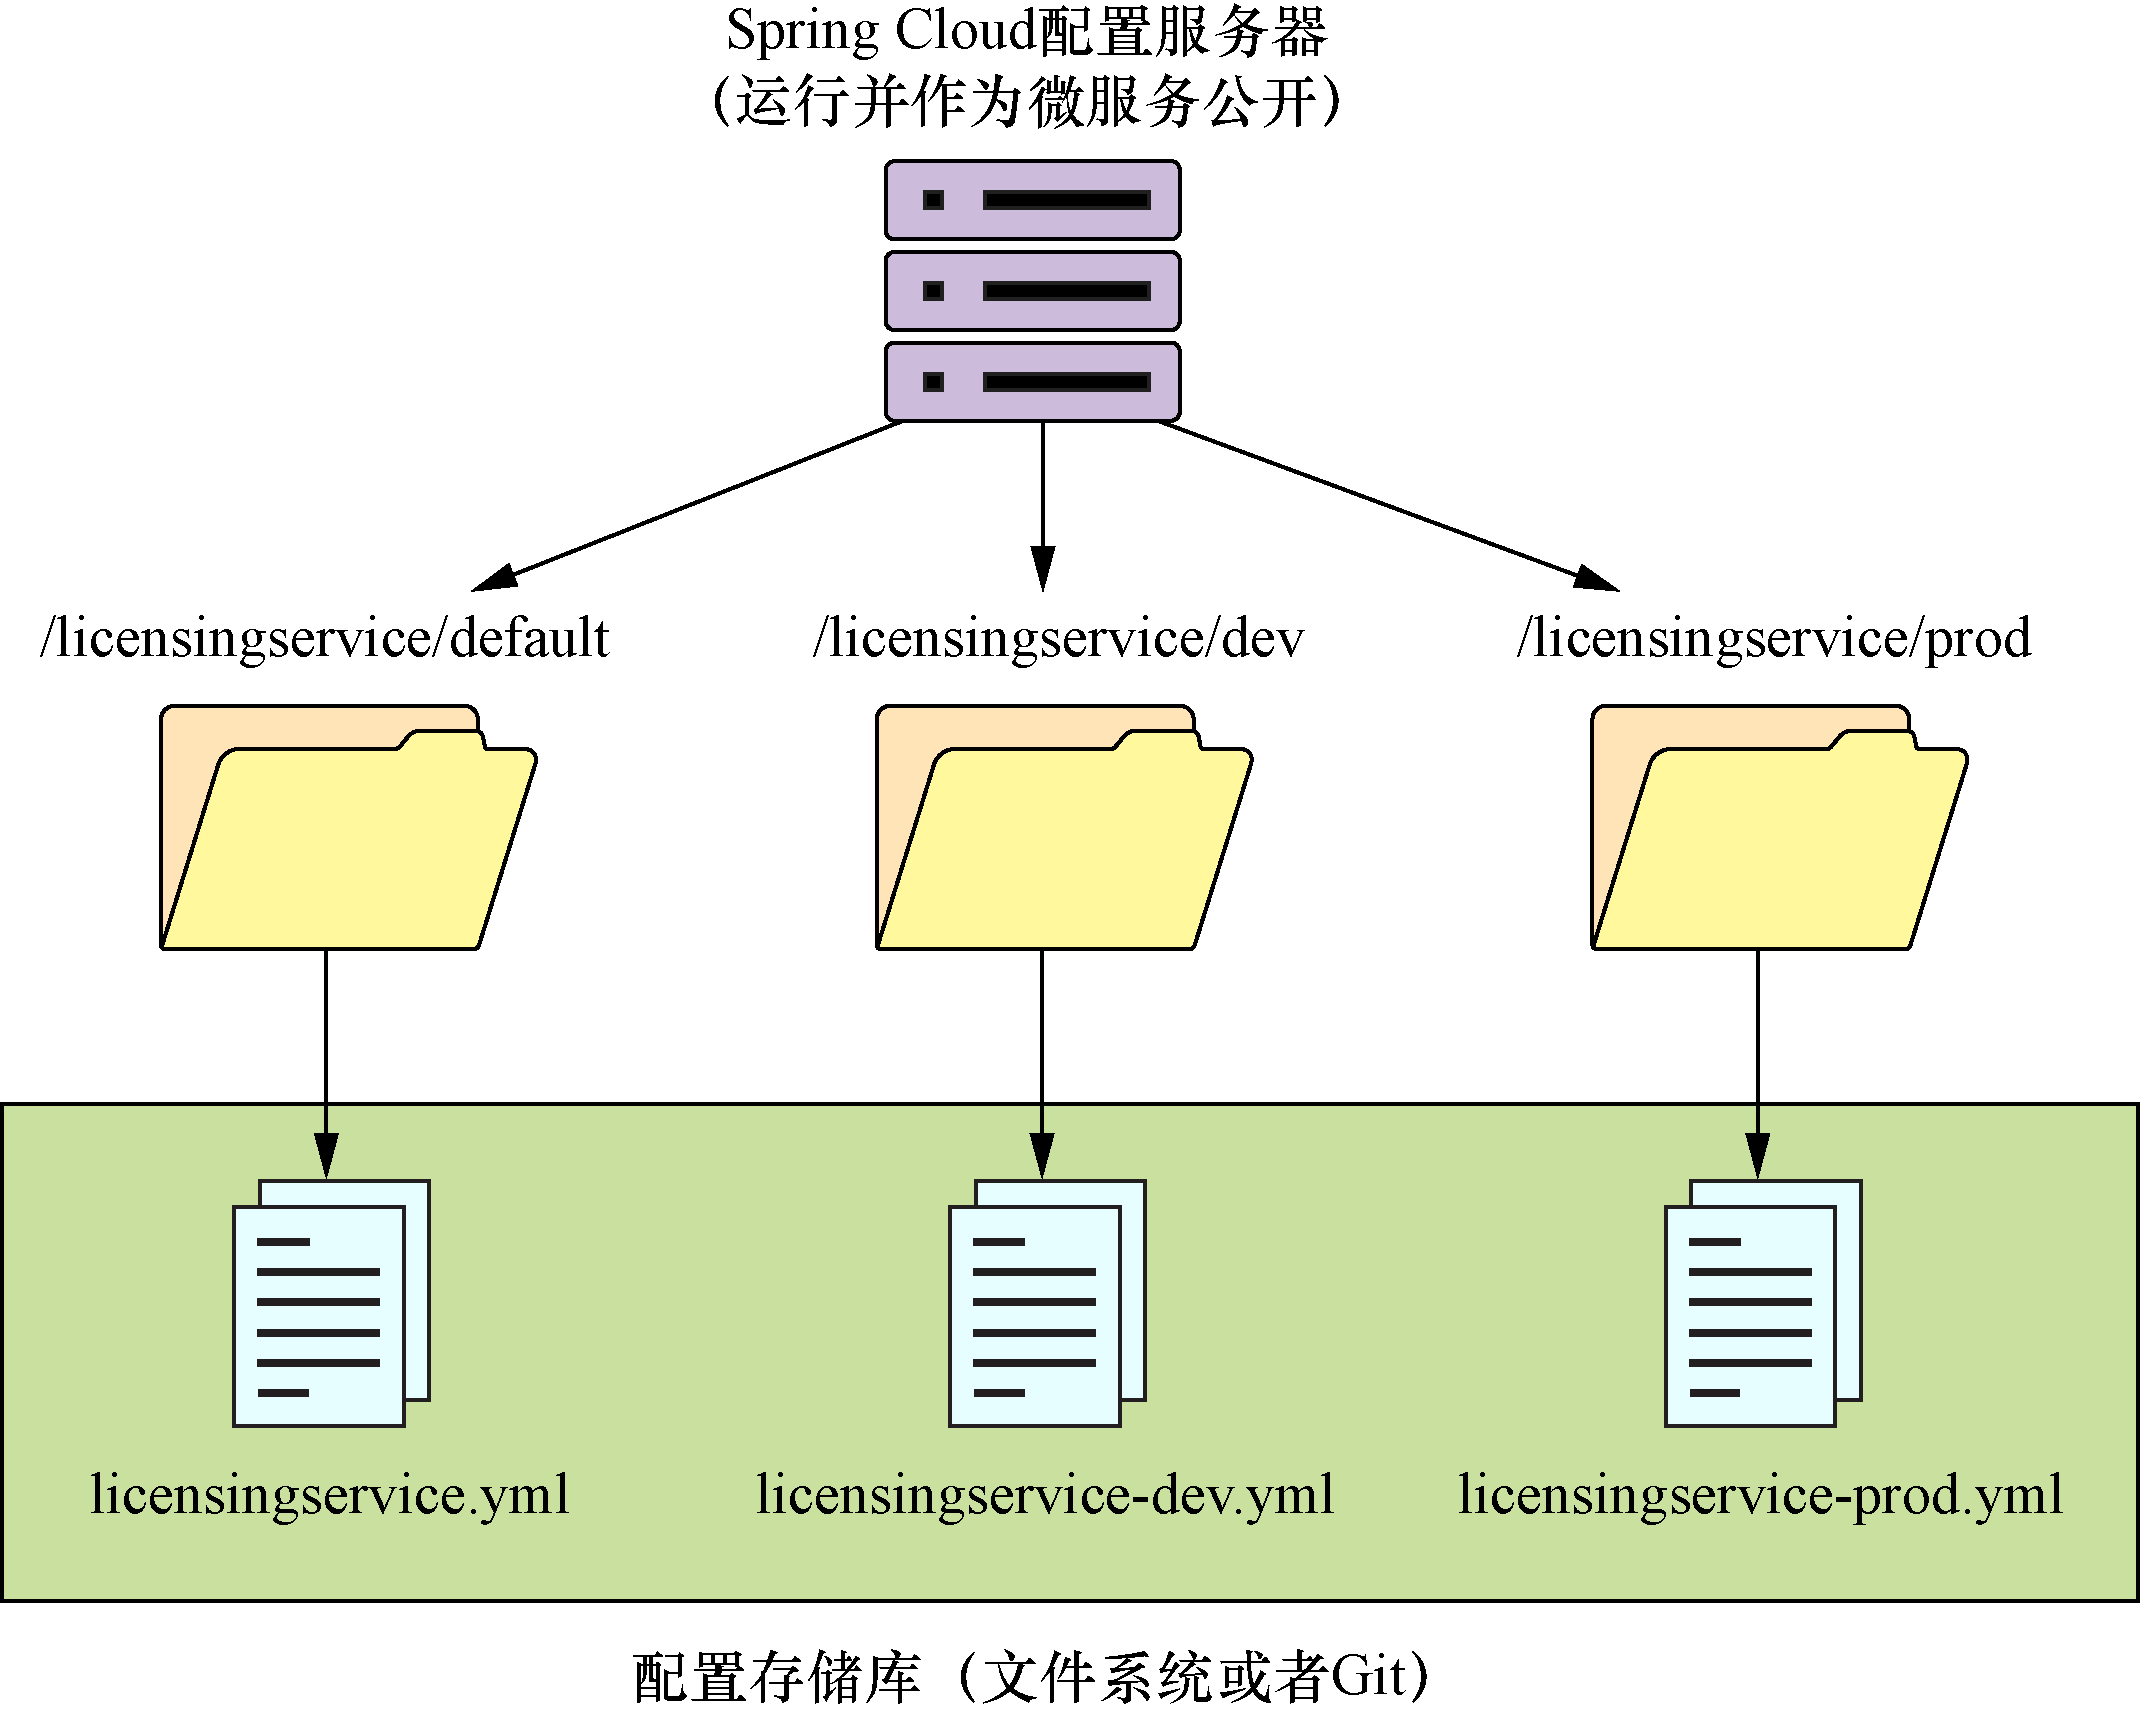 Spring Cloud配置服务器
（运行并作为微服务公开）
/licensingservice/default
/licensingservice/dev
/licensingservice/prod
licensingservice.yml
licensingservice-dev.yml
licensingservice-prod.yml
配置存储库（文件系统或者Git）